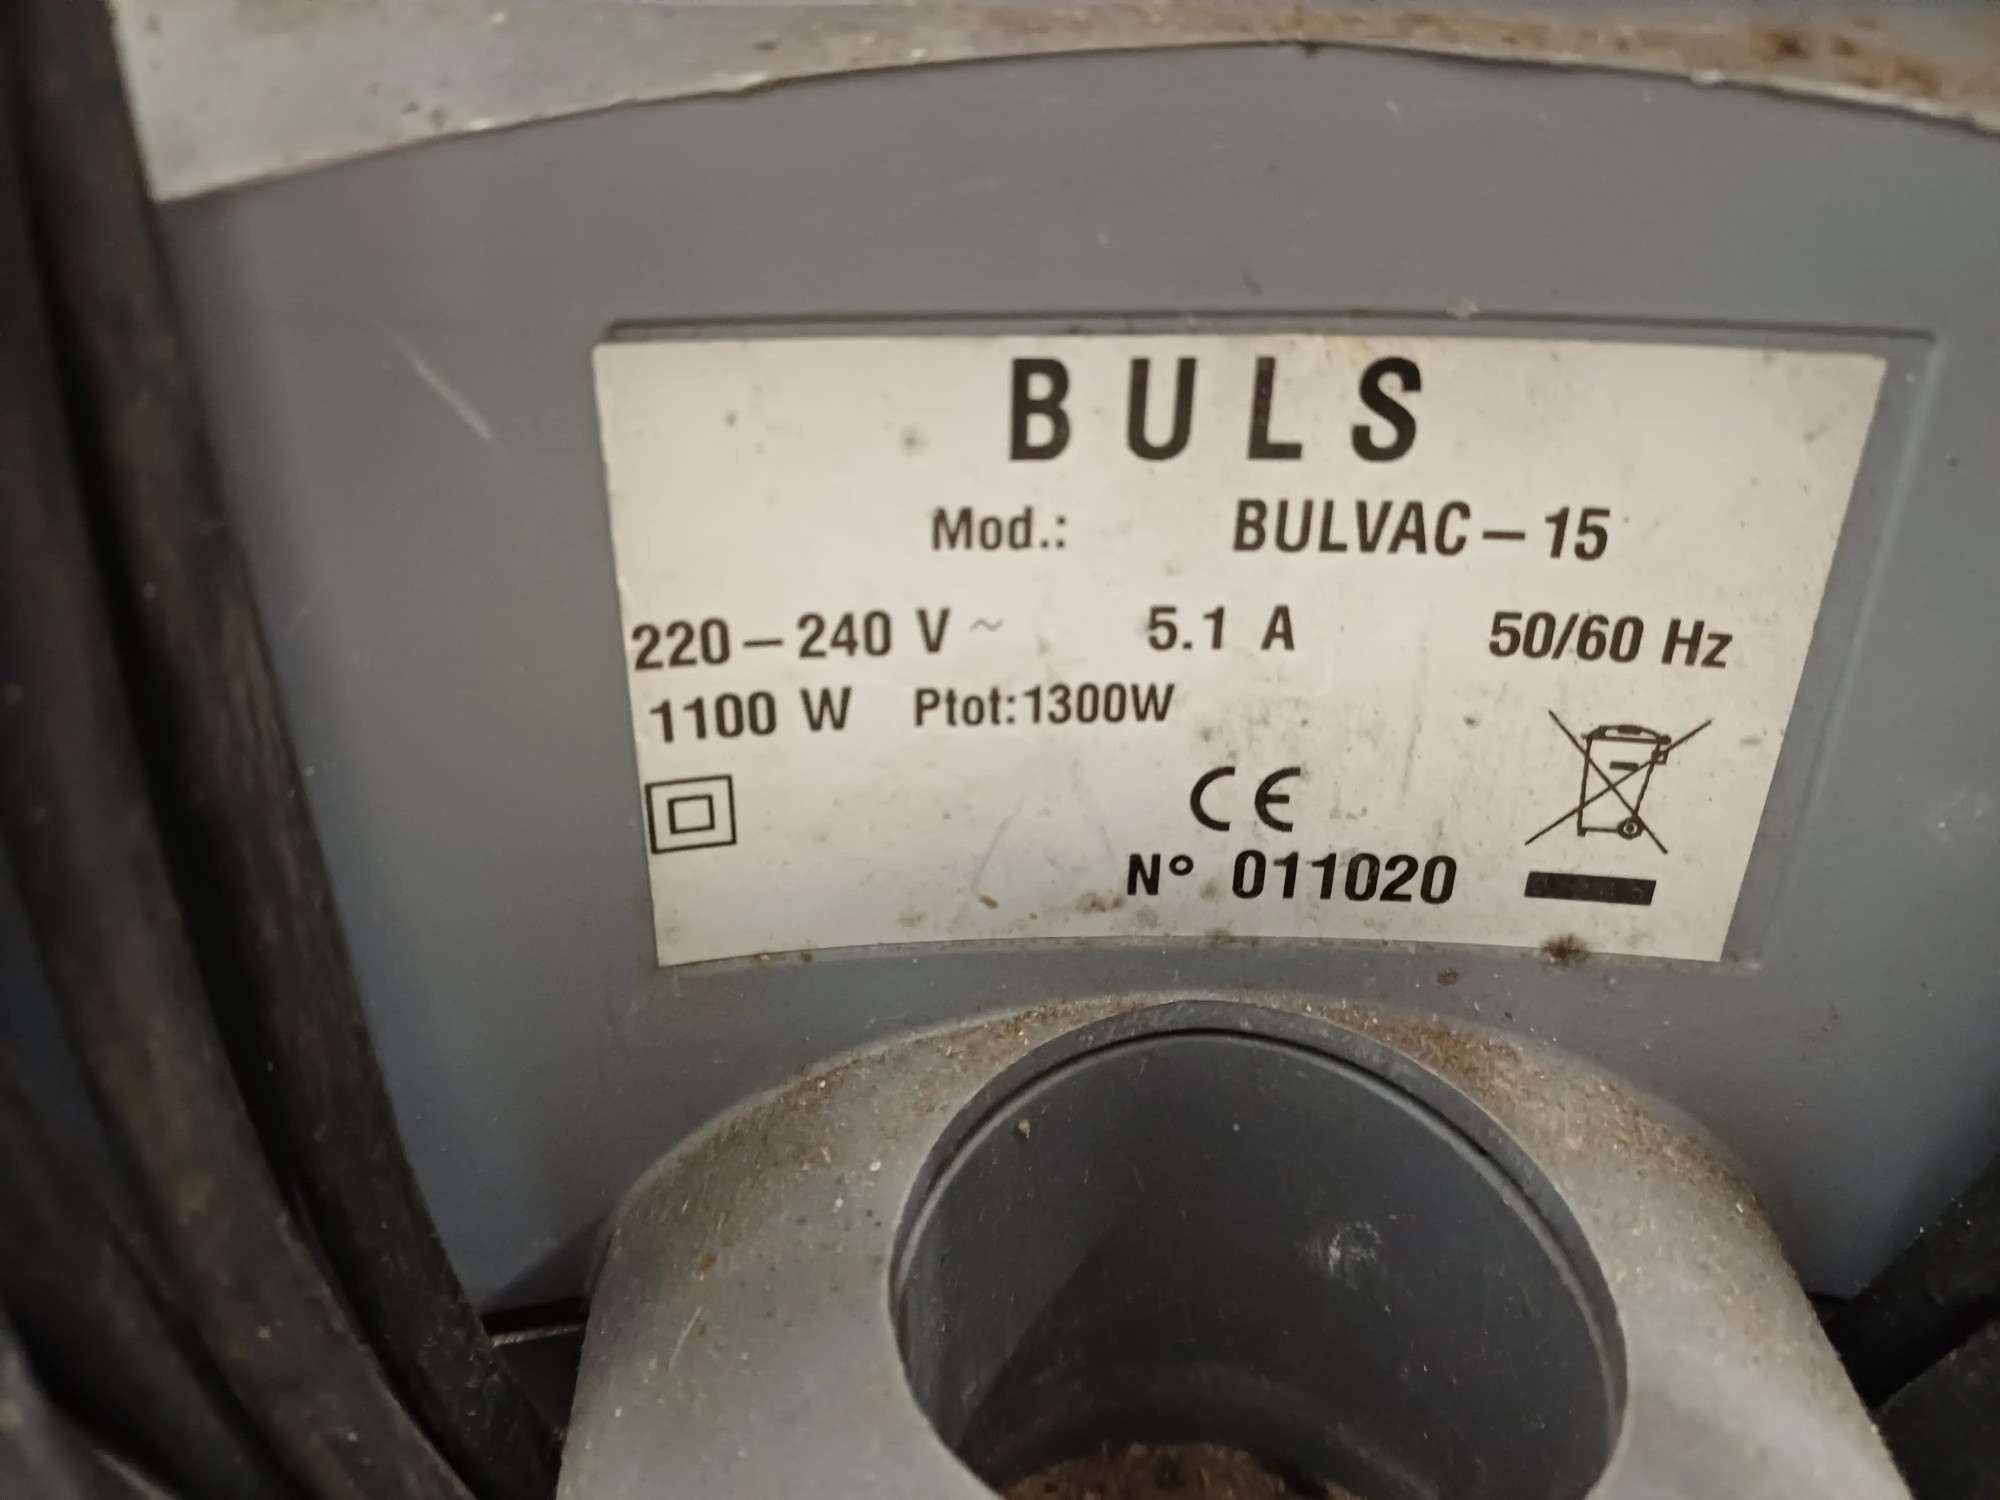 BULS
Mod.: BULVAC-15
220-240 V ~ 5.1 A 50/60 Hz
1100 W Ptot:1300W
CE
N° 011020